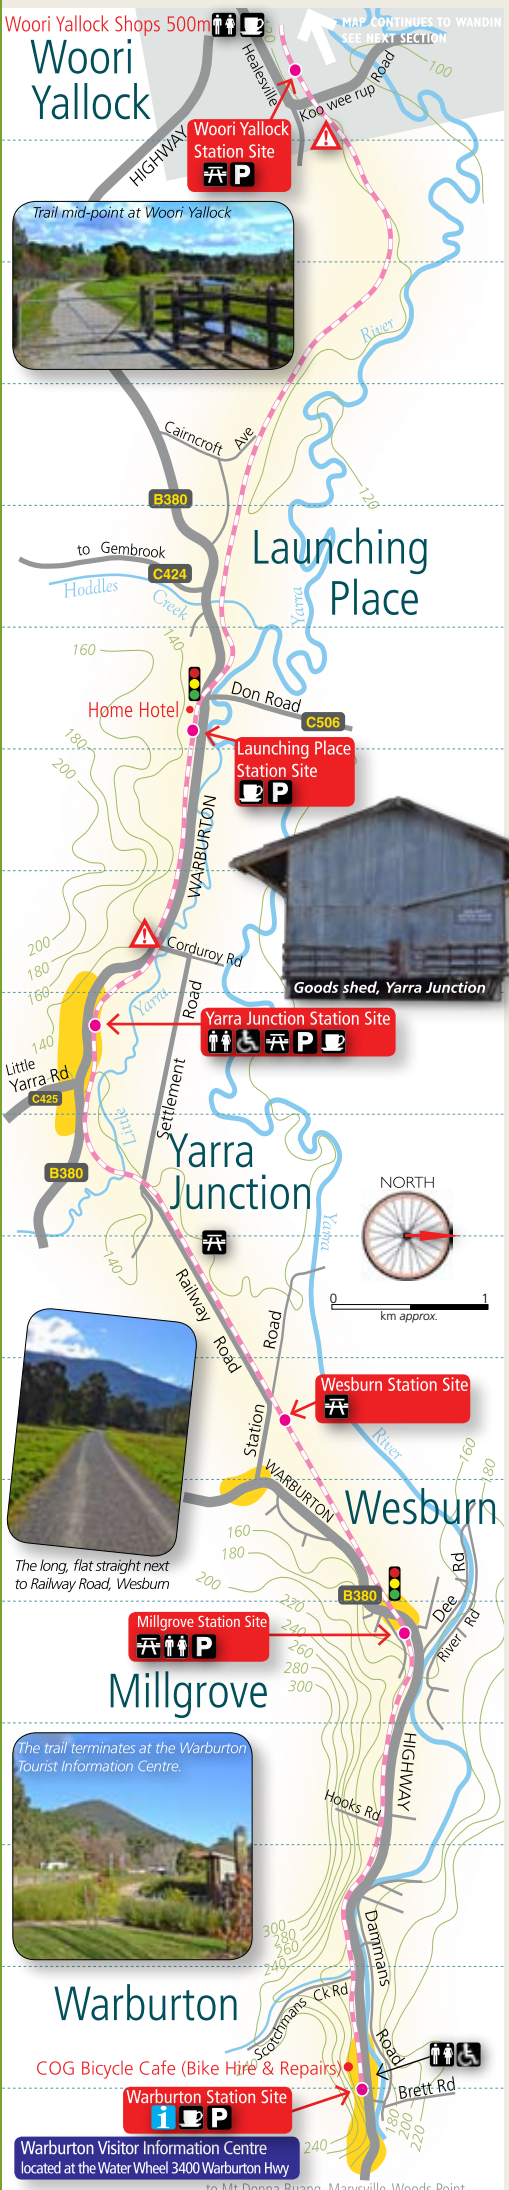 Woori Yallock Shops 500m
MAP CONTINUES TO WANDIN
SEE NEXT SECTION
Woori
Yallock
Healesville
Koo wee rup Road
100
HIGHWAY
Woori Yallock
Station Site
P
Trail mid-point at Woori Yallock
River
Cairncroft Ave
B380
120
Launching
Place
to Gembrook
C424
Hoddles
Creek
Yarra
140
160
Home Hotel
Don Road
C506
180
200
Launching Place
Station Site
P
WARBURTON
Corduroy Rd
200
180
160
Goods shed, Yarra Junction
Yarra
Road
Yarra Junction Station Site
P
140
Little
Yarra Rd
C425
Little
Settlement
Yarra
Junction
B380
NORTH
Yarra
140
0 1
km approx.
Railway
Road
Road
Wesburn Station Site
Station
River
160
180
WARBURTON
Wesburn
160
180
200
220
240
260
280
300
The long, flat straight next
to Railway Road, Wesburn
B380
Dee Rd
River Rd
Millgrove Station Site
P
Millgrove
HIGHWAY
The trail terminates at the Warburton
Tourist Information Centre.
Hooks Rd
300
280
260
240
Dammans
Road
Warburton
Scotchmans Ck Rd
COG Bicycle Cafe (Bike Hire & Repairs)
Brett Rd
Warburton Station Site
i P
180
200
220
240
Warburton Visitor Information Centre
located at the Water Wheel 3400 Warburton Hwy
to Mt Donna Buang, Marysville, Woods Point